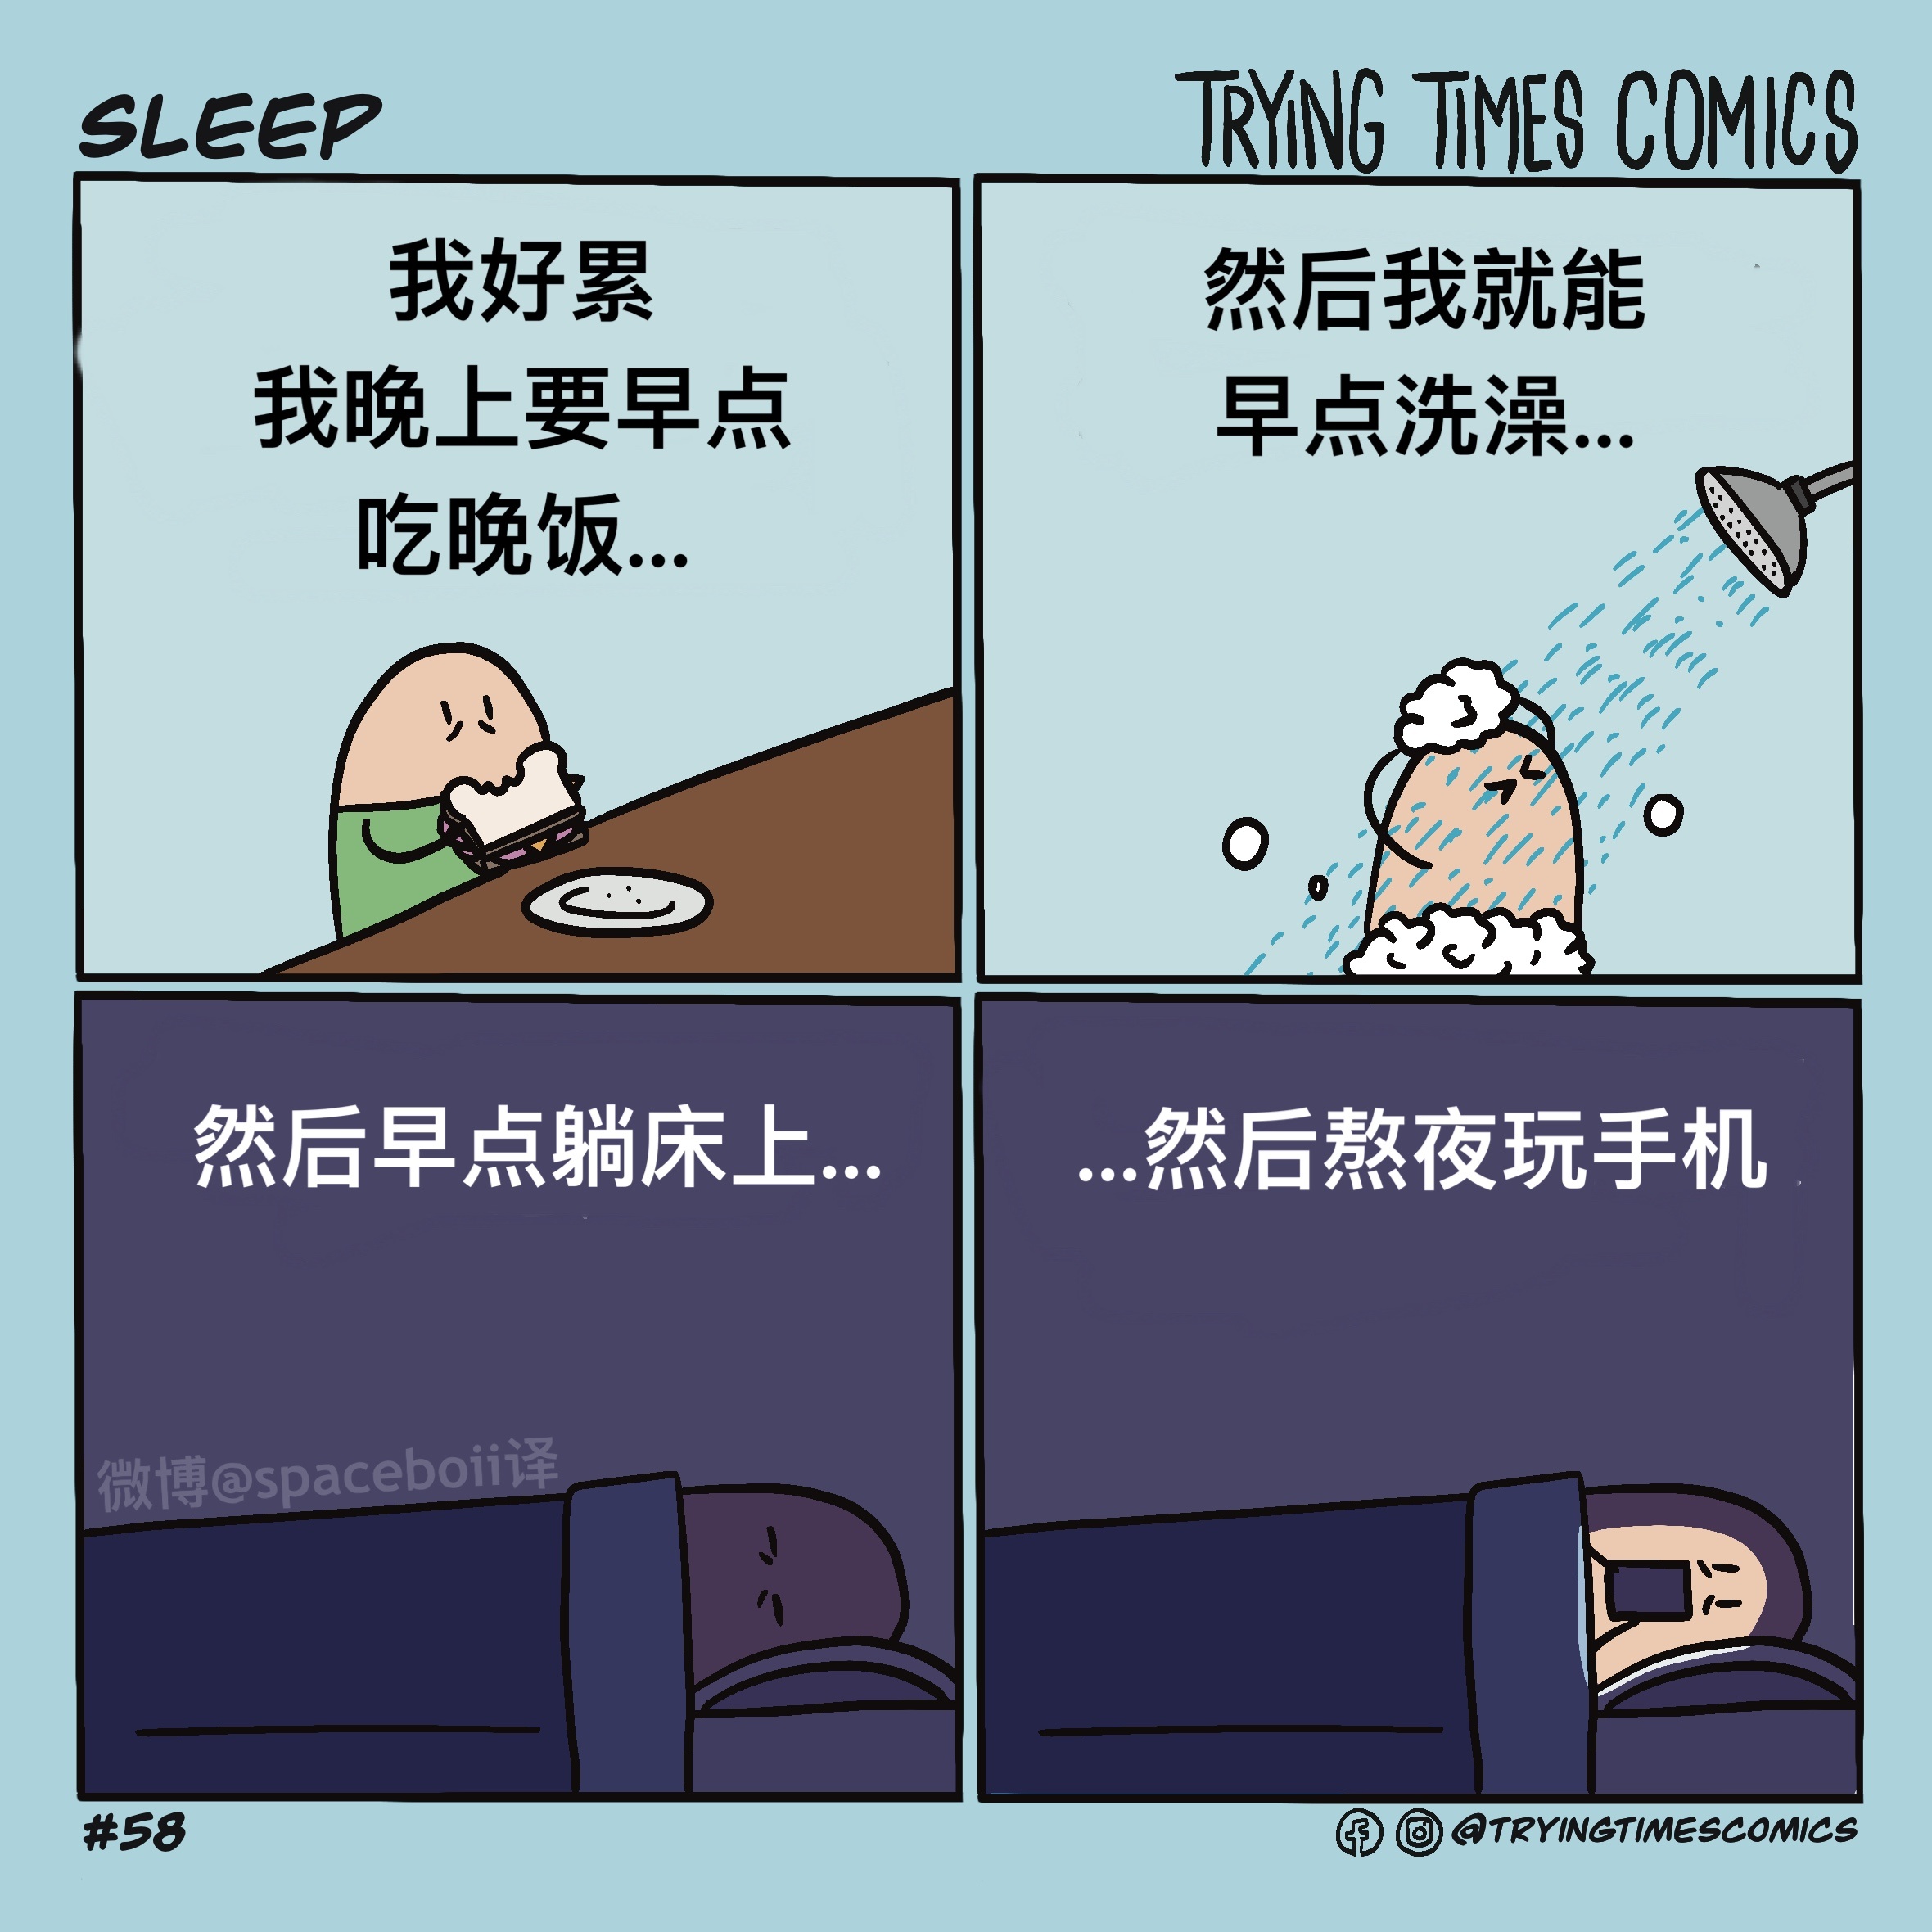 SLEEP
TRYING TIMES COMICS
我好累
我晚上要早点
吃晚饭...
然后我就能
早点洗澡...
然后早点躺床上...
微博@spaceboii译
...然后熬夜玩手机
#58
@TRYINGTIMESCOMICS